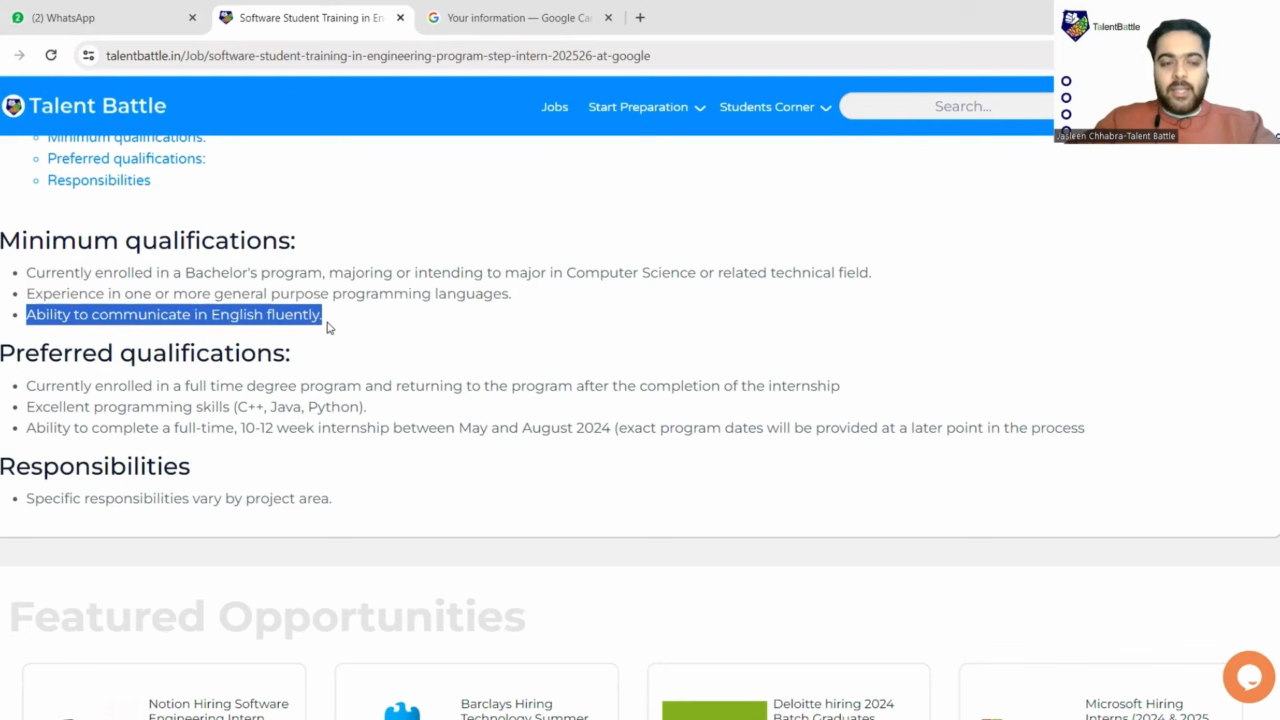 (2) WhatsApp
Software Student Training in En
Your information — Google Ca
talentbattle.in/Job/software-student-training-in-engineering-program-step-intern-202526-at-google
TalentBattle
Jasleen Chhabra-Talent Battle
Talent Battle
Jobs
Start Preparation
Students Corner
Search...
Minimum qualifications:
Preferred qualifications:
Responsibilities
Minimum qualifications:
Currently enrolled in a Bachelor's program, majoring or intending to major in Computer Science or related technical field.
Experience in one or more general purpose programming languages.
Ability to communicate in English fluently.
Preferred qualifications:
Currently enrolled in a full time degree program and returning to the program after the completion of the internship
Excellent programming skills (C++, Java, Python).
Ability to complete a full-time, 10-12 week internship between May and August 2024 (exact program dates will be provided at a later point in the process
Responsibilities
Specific responsibilities vary by project area.
Featured Opportunities
Notion Hiring Software
Engineering Intern
Barclays Hiring
Technology Summer
Deloitte hiring 2024
Batch Graduates
Microsoft Hiring
Interns (2024 & 2025